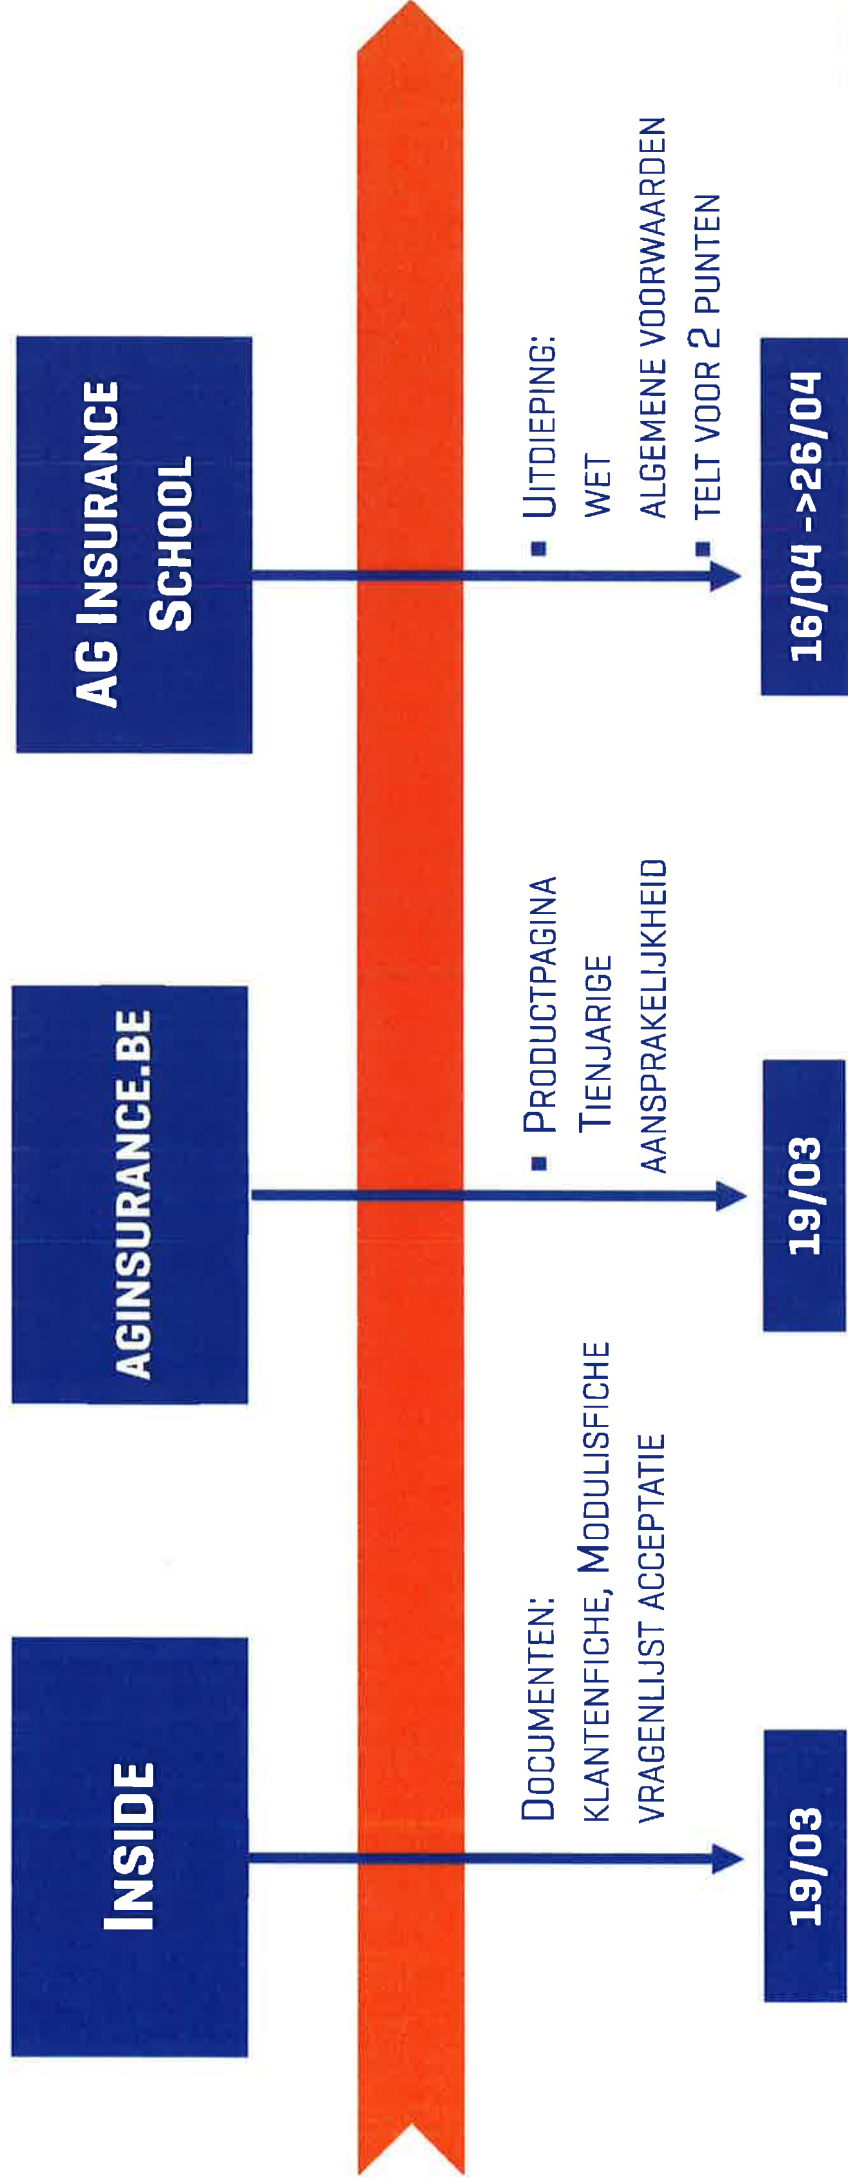 INSIDE
DOCUMENTEN:
KLANTENFICHE, MODULISFICHE
VRAGENLIJST ACCEPTATIE
19/03
AGINSURANCE.BE
▪ PRODUCTPAGINA
TIENJARIGE
AANSPRAKELIJKHEID
19/03
AG INSURANCE
SCHOOL
▪ UITDIEPING:
WET
ALGEMENE VOORWAARDEN
▪ TELT VOOR 2 PUNTEN
16/04 ->26/04